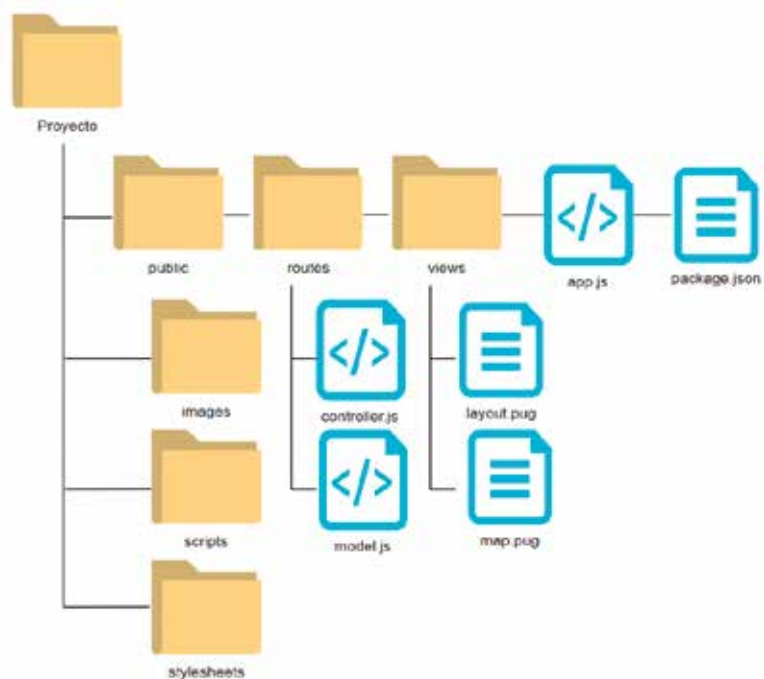 Proyecto
public
routes
views
app.js
package.json
images
controller.js
layout.pug
scripts
model.js
map.pug
stylesheets